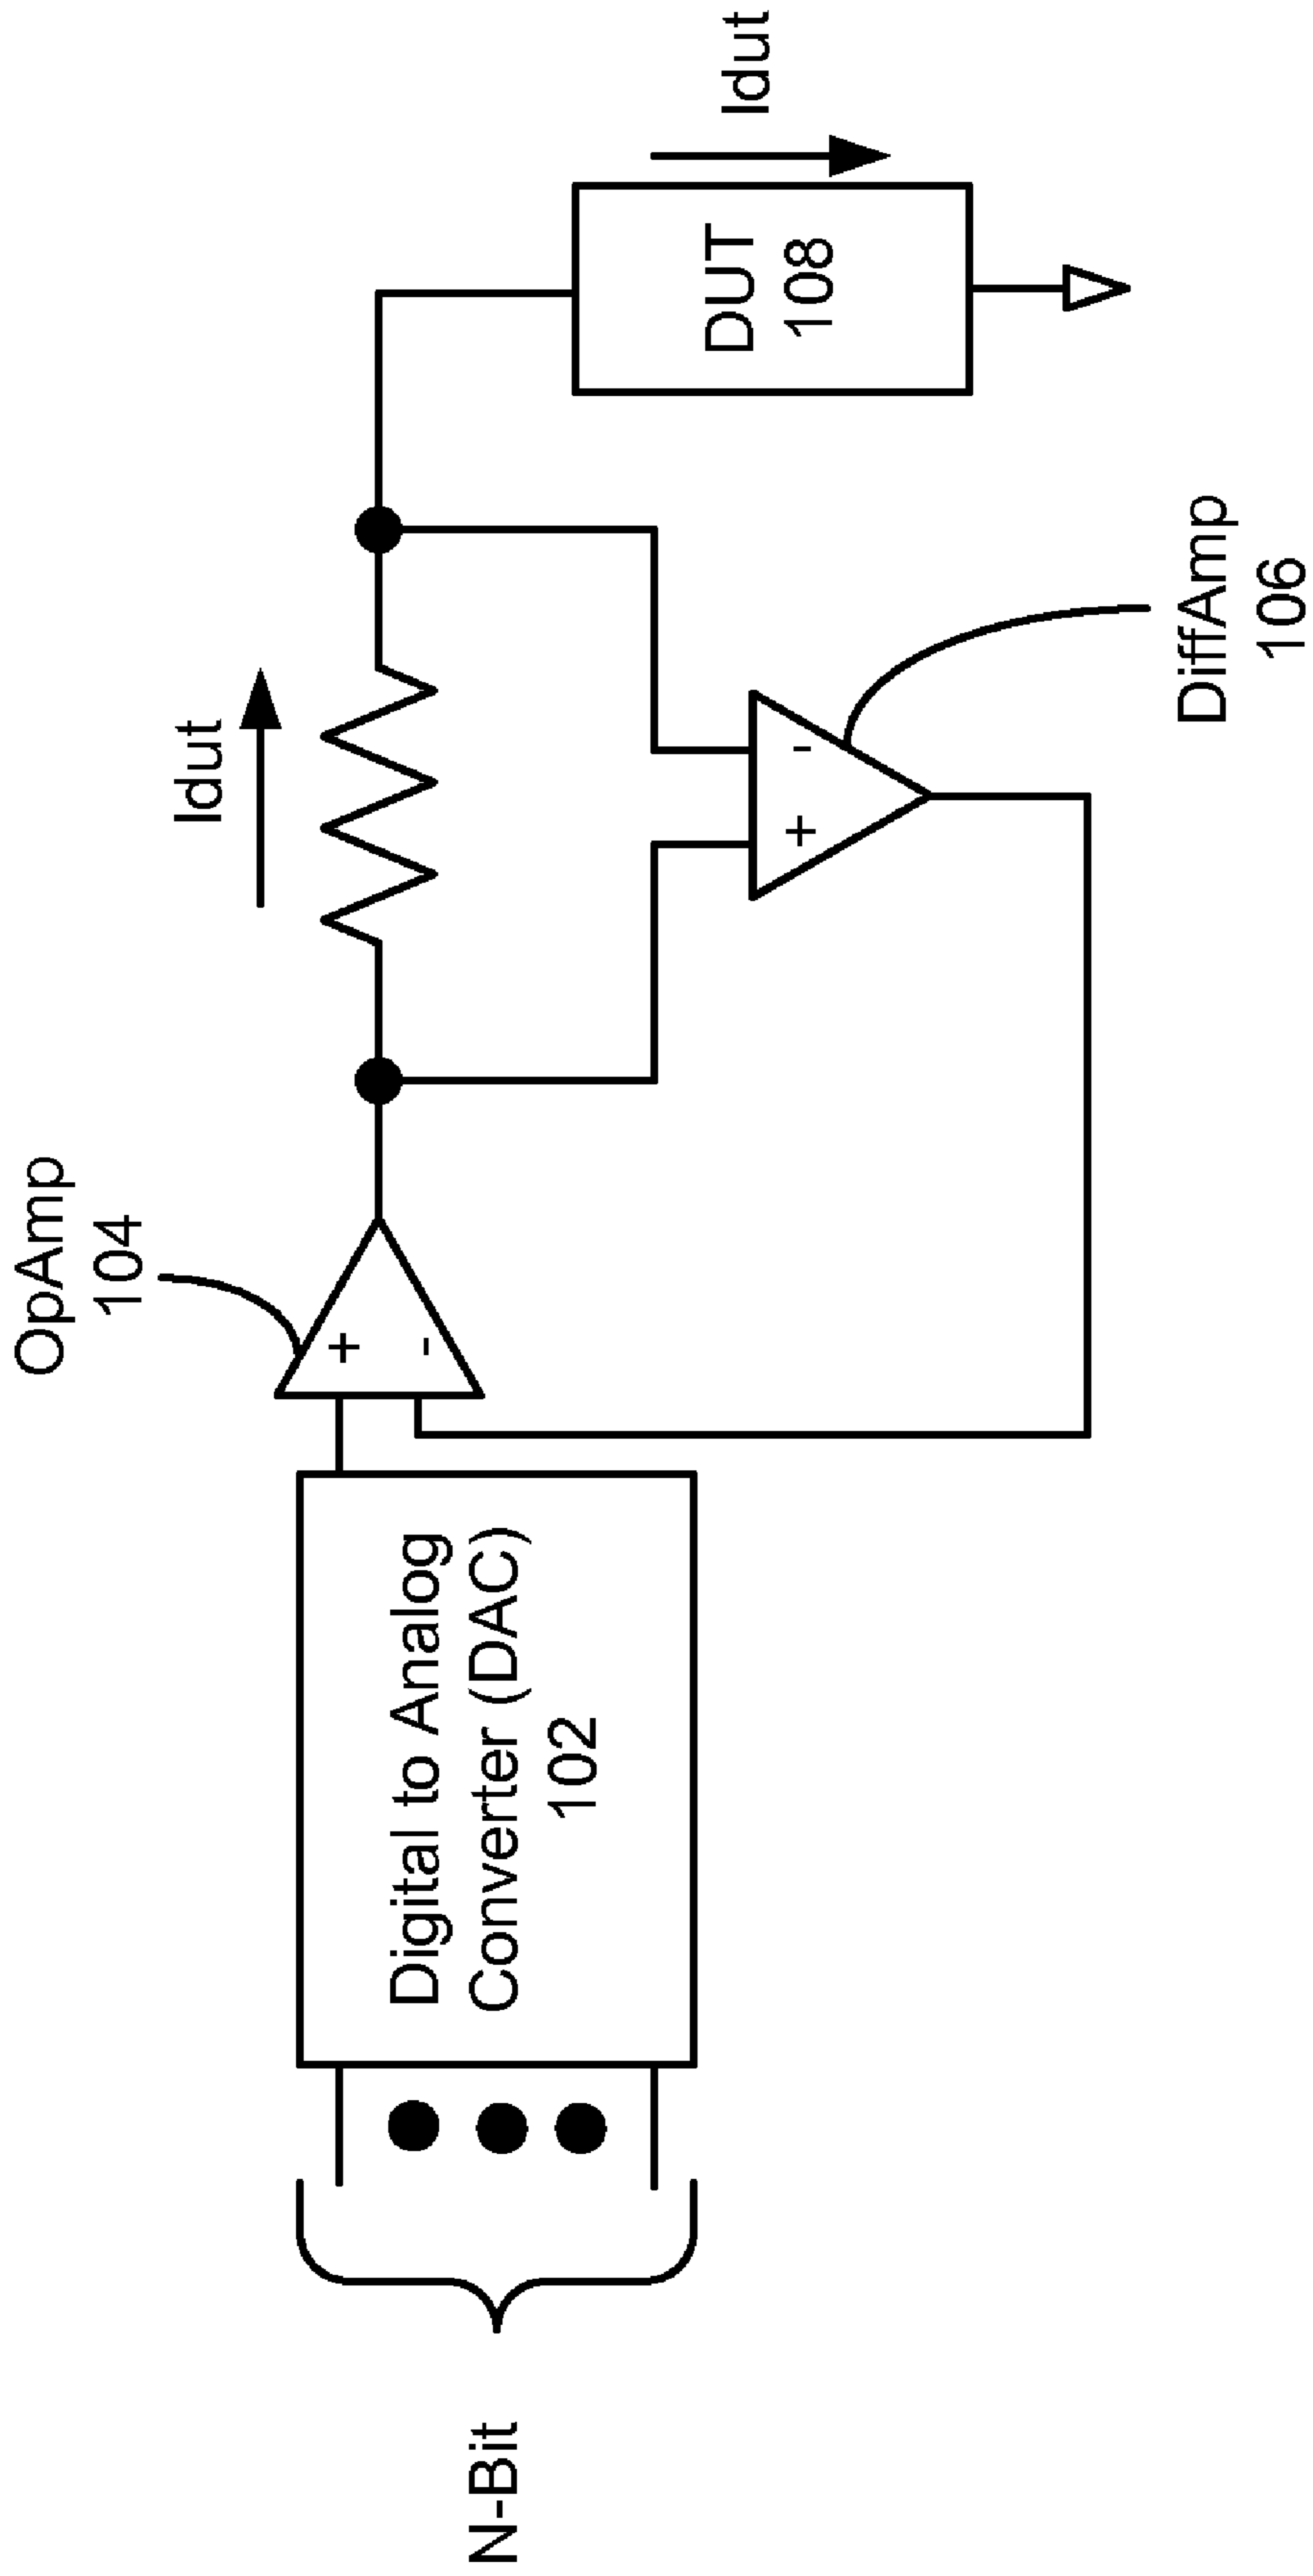 N-Bit
Digital to Analog
Converter (DAC)
102
OpAmp
104
+
-
Idut
+
-
DiffAmp
106
DUT
108
Idut